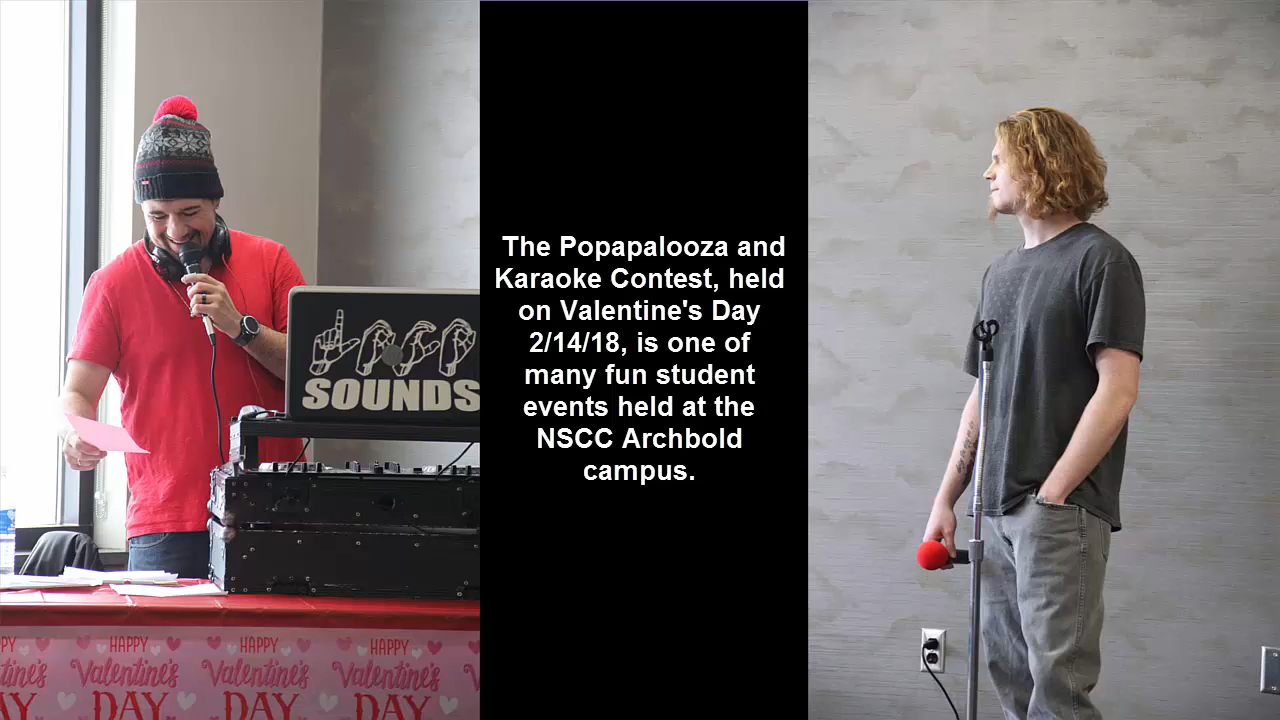 SOUNDS
HAPPY HAPPY HAPPY
Valentine's Valentine's Valentine's
DAY DAY DAY
The Popapalooza and
Karaoke Contest, held
on Valentine's Day
2/14/18, is one of
many fun student
events held at the
NSCC Archbold
campus.